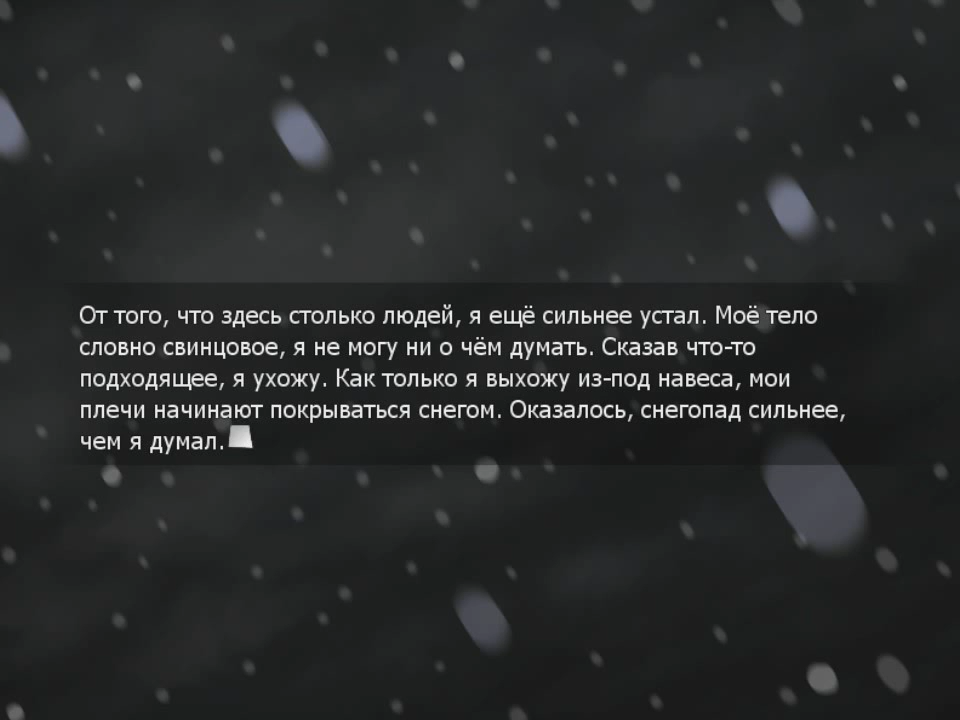 От того, что здесь столько людей, я ещё сильнее устал. Моё тело
словно свинцовое, я не могу ни о чём думать. Сказав что-то
подходящее, я ухожу. Как только я выхожу из-под навеса, мои
плечи начинают покрываться снегом. Оказалось, снегопад сильнее,
чем я думал.